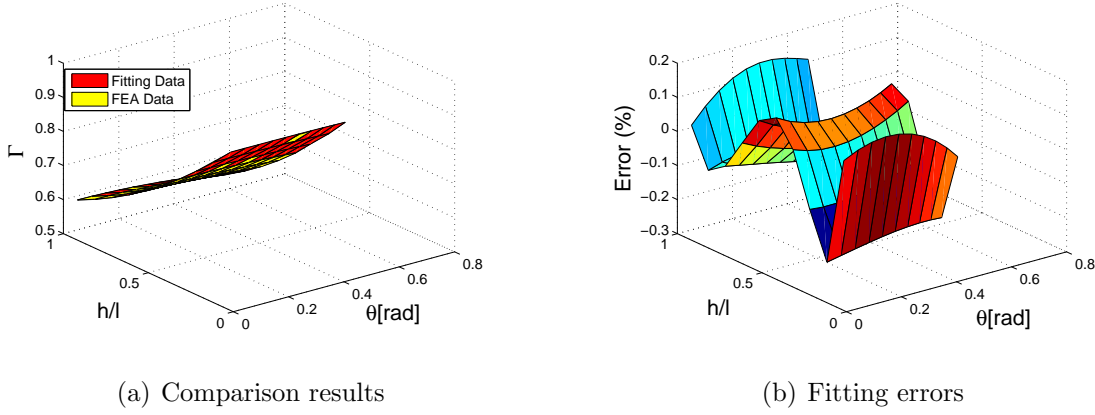 1
0.9
0.8
0.7
0.6
0.5
Γ
Fitting Data
FEA Data
1
0.5
0
h/l
0
0.2
0.4
0.6
0.8
θ[rad]
(a) Comparison results
0.2
0.1
0
−0.1
−0.2
−0.3
Error (%)
1
0.5
0
h/l
0
0.2
0.4
0.6
0.8
θ[rad]
(b) Fitting errors